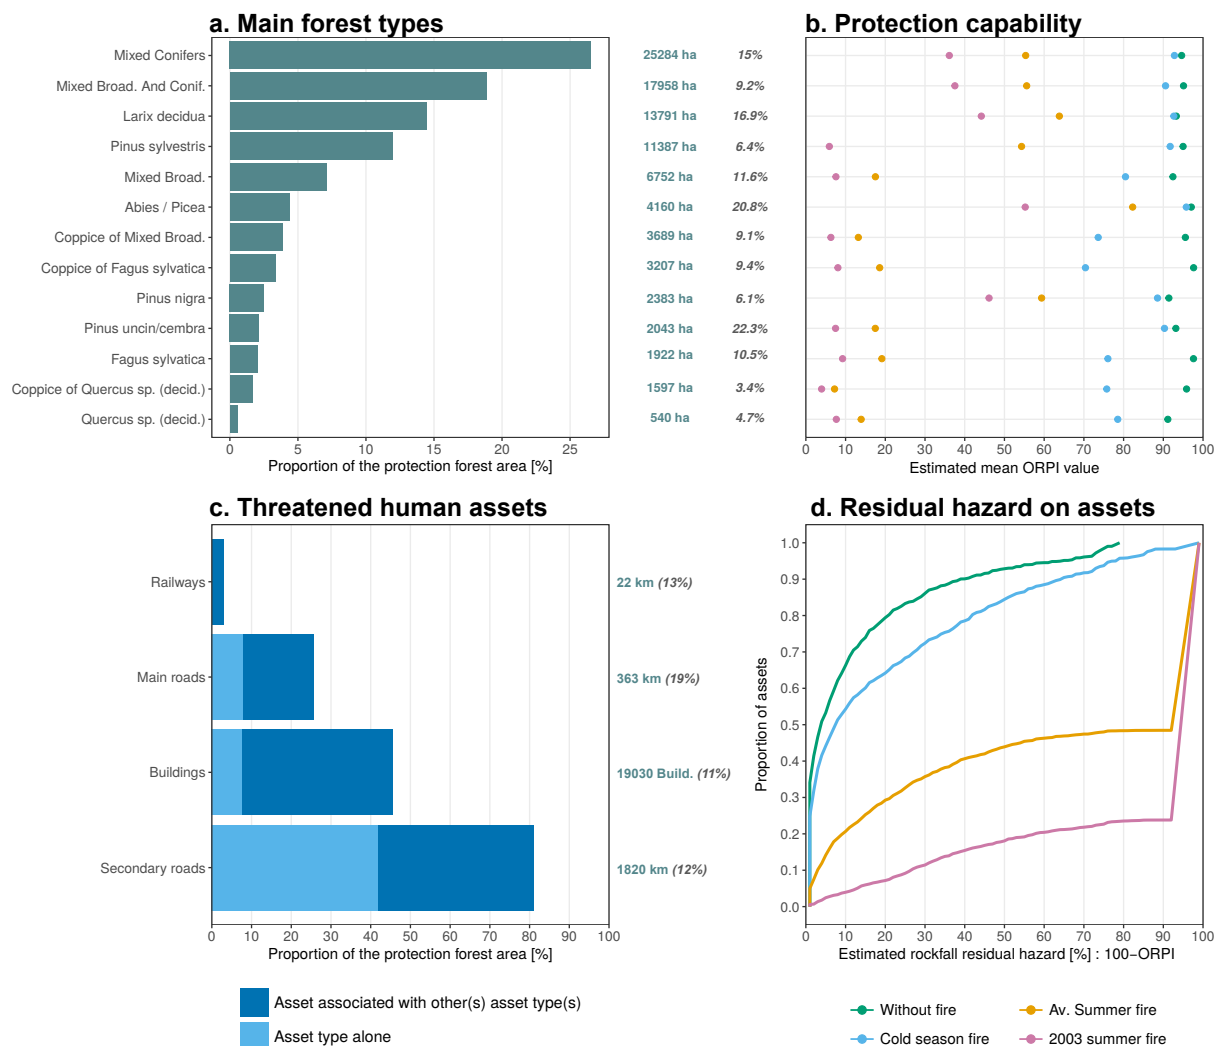 a. Main forest types
Mixed Conifers 25284 ha 15%
Mixed Broad. And Conif. 17958 ha 9.2%
Larix decidua 13791 ha 16.9%
Pinus sylvestris 11387 ha 6.4%
Mixed Broad. 6752 ha 11.6%
Abies / Picea 4160 ha 20.8%
Coppice of Mixed Broad. 3689 ha 9.1%
Coppice of Fagus sylvatica 3207 ha 9.4%
Pinus nigra 2383 ha 6.1%
Pinus uncin/cembra 2043 ha 22.3%
Fagus sylvatica 1922 ha 10.5%
Coppice of Quercus sp. (decid.) 1597 ha 3.4%
Quercus sp. (decid.) 540 ha 4.7%
0 5 10 15 20 25
Proportion of the protection forest area [%]
b. Protection capability
0 10 20 30 40 50 60 70 80 90 100
Estimated mean ORPI value
c. Threatened human assets
Railways 22 km (13%)
Main roads 363 km (19%)
Buildings 19030 Build. (11%)
Secondary roads 1820 km (12%)
0 10 20 30 40 50 60 70 80 90 100
Proportion of the protection forest area [%]
Asset associated with other(s) asset type(s)
Asset type alone
d. Residual hazard on assets
Proportion of assets
1.0
0.9
0.8
0.7
0.6
0.5
0.4
0.3
0.2
0.1
0.0
0 10 20 30 40 50 60 70 80 90 100
Estimated rockfall residual hazard [%] : 100−ORPI
Without fire Av. Summer fire
Cold season fire 2003 summer fire